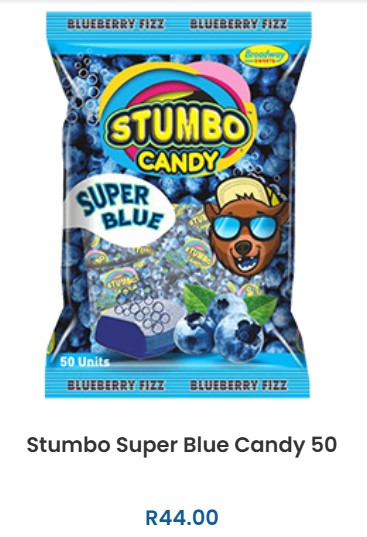 BLUEBERRY FIZZ BLUEBERRY FIZZ
Broadway
SWEETS
STUMBO
CANDY
SUPER
BLUE
50 Units
BLUEBERRY FIZZ BLUEBERRY FIZZ
Stumbo Super Blue Candy 50
R44.00